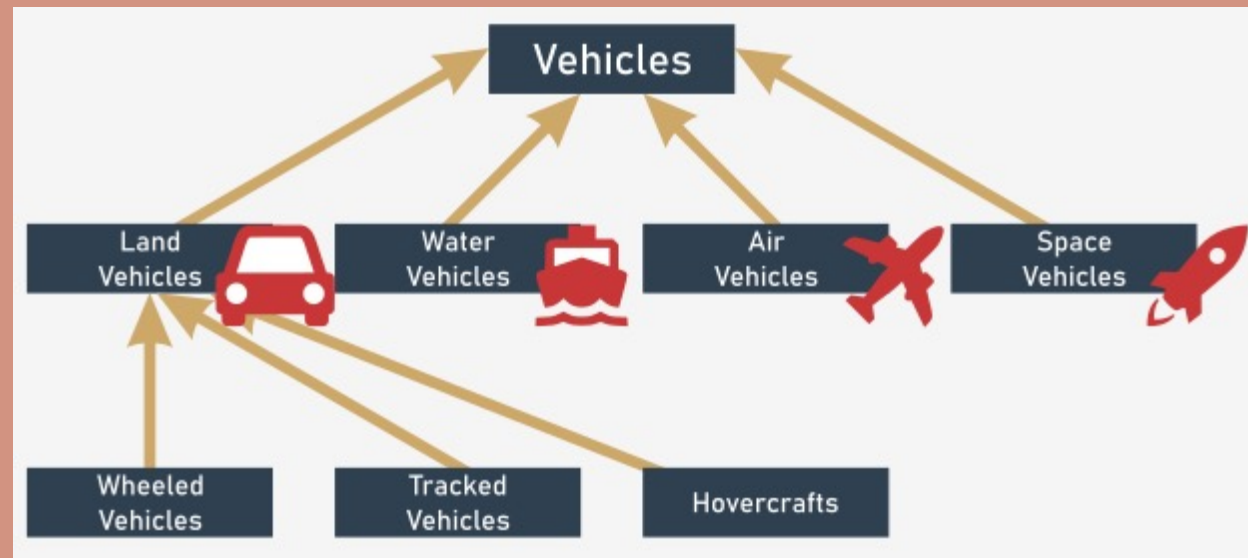 Vehicles
Land
Vehicles
Water
Vehicles
Air
Vehicles
Space
Vehicles
Wheeled
Vehicles
Tracked
Vehicles
Hovercrafts